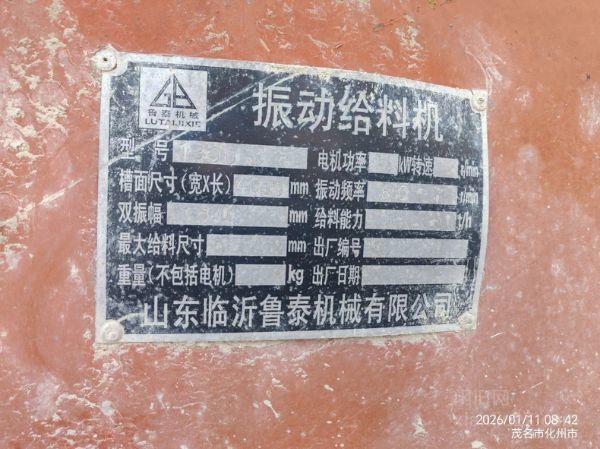 鲁泰机械
LUTAIJIXIE
振动给料机
型号 电机功率 kW转速 r/min
槽面尺寸(宽X长) mm 振动频率 r/min
双振幅 mm 给料能力 t/h
最大给料尺寸 mm 出厂编号
重量(不包括电机) kg 出厂日期
山东临沂鲁泰机械有限公司
2026/01/11 08:42
茂名市化州市